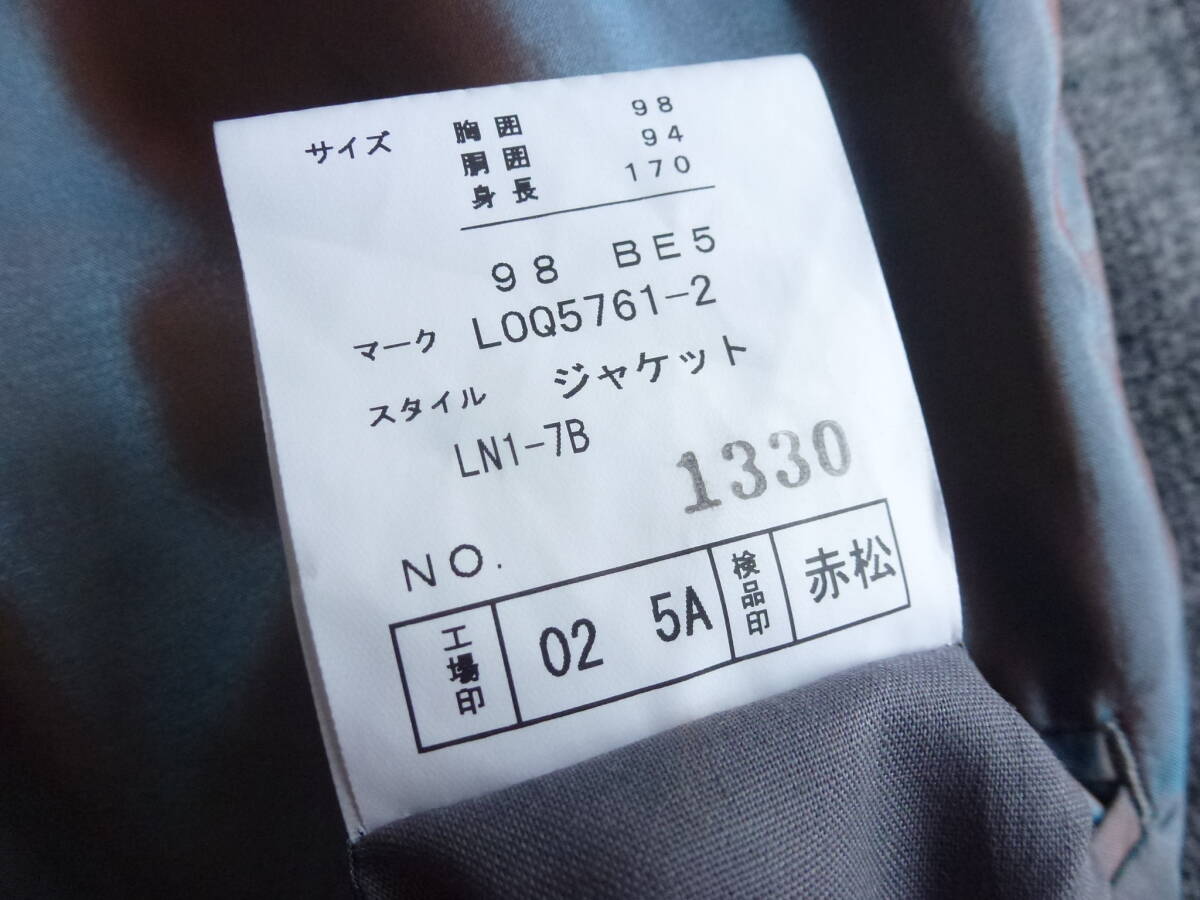 サイズ 胸囲 98
胴囲 94
身長 170
98 BE5
マーク LOQ5761-2
スタイル ジャケット
LN1-7B
1330
NO.
工場印 02 5A 検品印 赤松